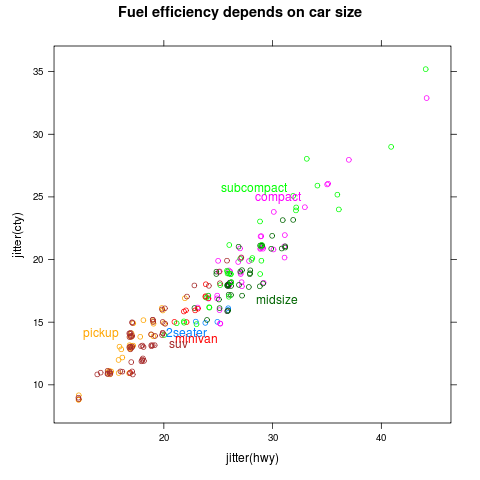 Fuel efficiency depends on car size
35
30
25
20
15
10
jitter(cty)
subcompact
compact
midsize
pickup
2seater
minivan
suv
20
30
40
jitter(hwy)